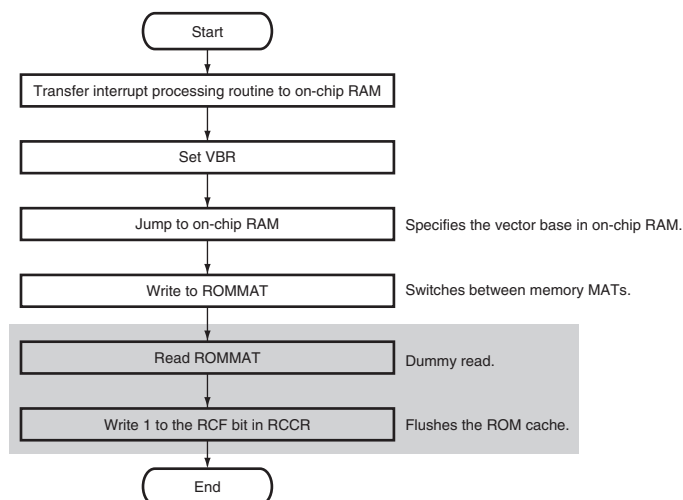 Start
Transfer interrupt processing routine to on-chip RAM
Set VBR
Jump to on-chip RAM
Specifies the vector base in on-chip RAM.
Write to ROMMAT
Switches between memory MATs.
Read ROMMAT
Dummy read.
Write 1 to the RCF bit in RCCR
Flushes the ROM cache.
End